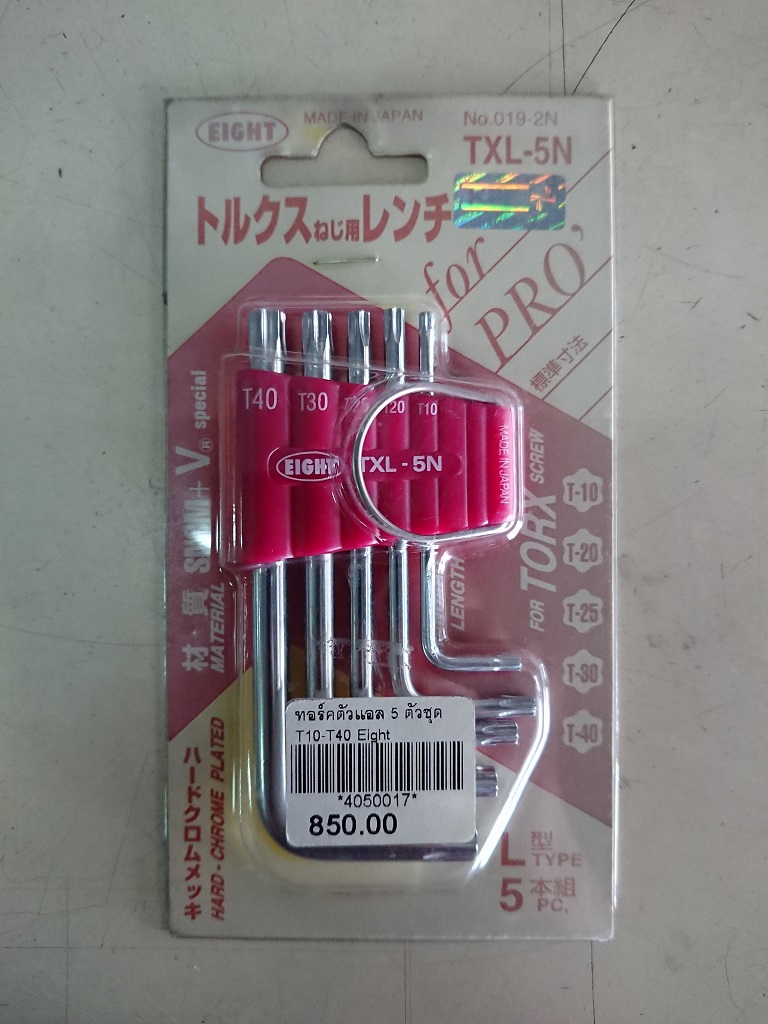 EIGHT
MADE IN JAPAN
No.019-2N
TXL-5N
トルクスねじ用レンチ
for PRO,
標準寸法
T40 T30 T20 T10
EIGHT TXL-5N
MADE IN JAPAN
材・質 SNCM+V® special
MATERIAL
LENGTH
FOR TORX SCREW
T-10
T-20
T-25
T-30
T-40
ハードクロムメッキ
HARD-CHROME PLATED
ทอร์คตัวแอล 5 ตัวชุด
T10-T40 Eight
*4050017*
850.00
L型 TYPE
5本組 PC,